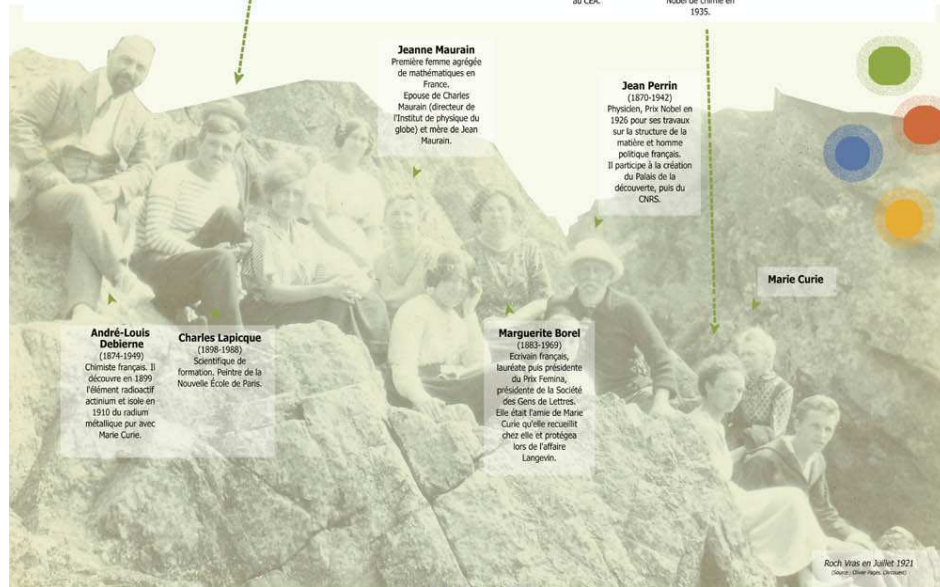 au CEA.
Nobel de chimie en
1935.
Jeanne Maurain
Première femme agrégée
de mathématiques en
France,
Epouse de Charles
Maurain (directeur de
l'Institut de physique du
globe) et mère de Jean
Maurain.
Jean Perrin
(1870-1942)
Physicien, Prix Nobel en
1926 pour ses travaux
sur la structure de la
matière et homme
politique français.
Il participe à la création
du Palais de la
découverte, puis du
CNRS.
Marie Curie
André-Louis
Debierne
(1874-1949)
Chimiste français. Il
découvre en 1899
l'élément radioactif
actinium et isole en
1910 du radium
métallique pur avec
Marie Curie.
Charles Lapicque
(1898-1988)
Scientifique de
formation, Peintre de la
Nouvelle École de Paris.
Marguerite Borel
(1883-1969)
Ecrivain français,
lauréate puis présidente
du Prix Femina,
présidente de la Société
des Gens de Lettres.
Elle était l'amie de Marie
Curie qu'elle recueillit
chez elle et protégea
lors de l'affaire
Langevin.
Roch Vras en Juillet 1921
(Source : Olivier Pagès,